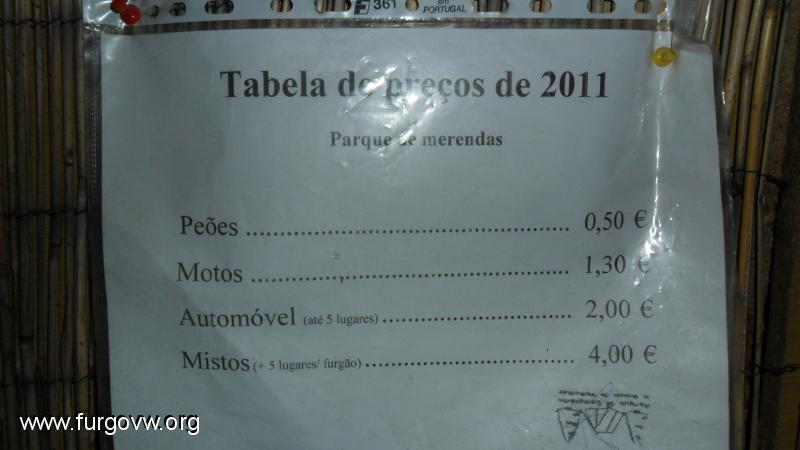 361
em
PORTUGAL
Tabela de preços de 2011
Parque de merendas
Peões ................................................ 0,50 €
Motos ................................................ 1,30 €
Automóvel (até 5 lugares) ............................. 2,00 €
Mistos (+ 5 lugares/ furgão) ............................... 4,00 €
www.furgovw.org